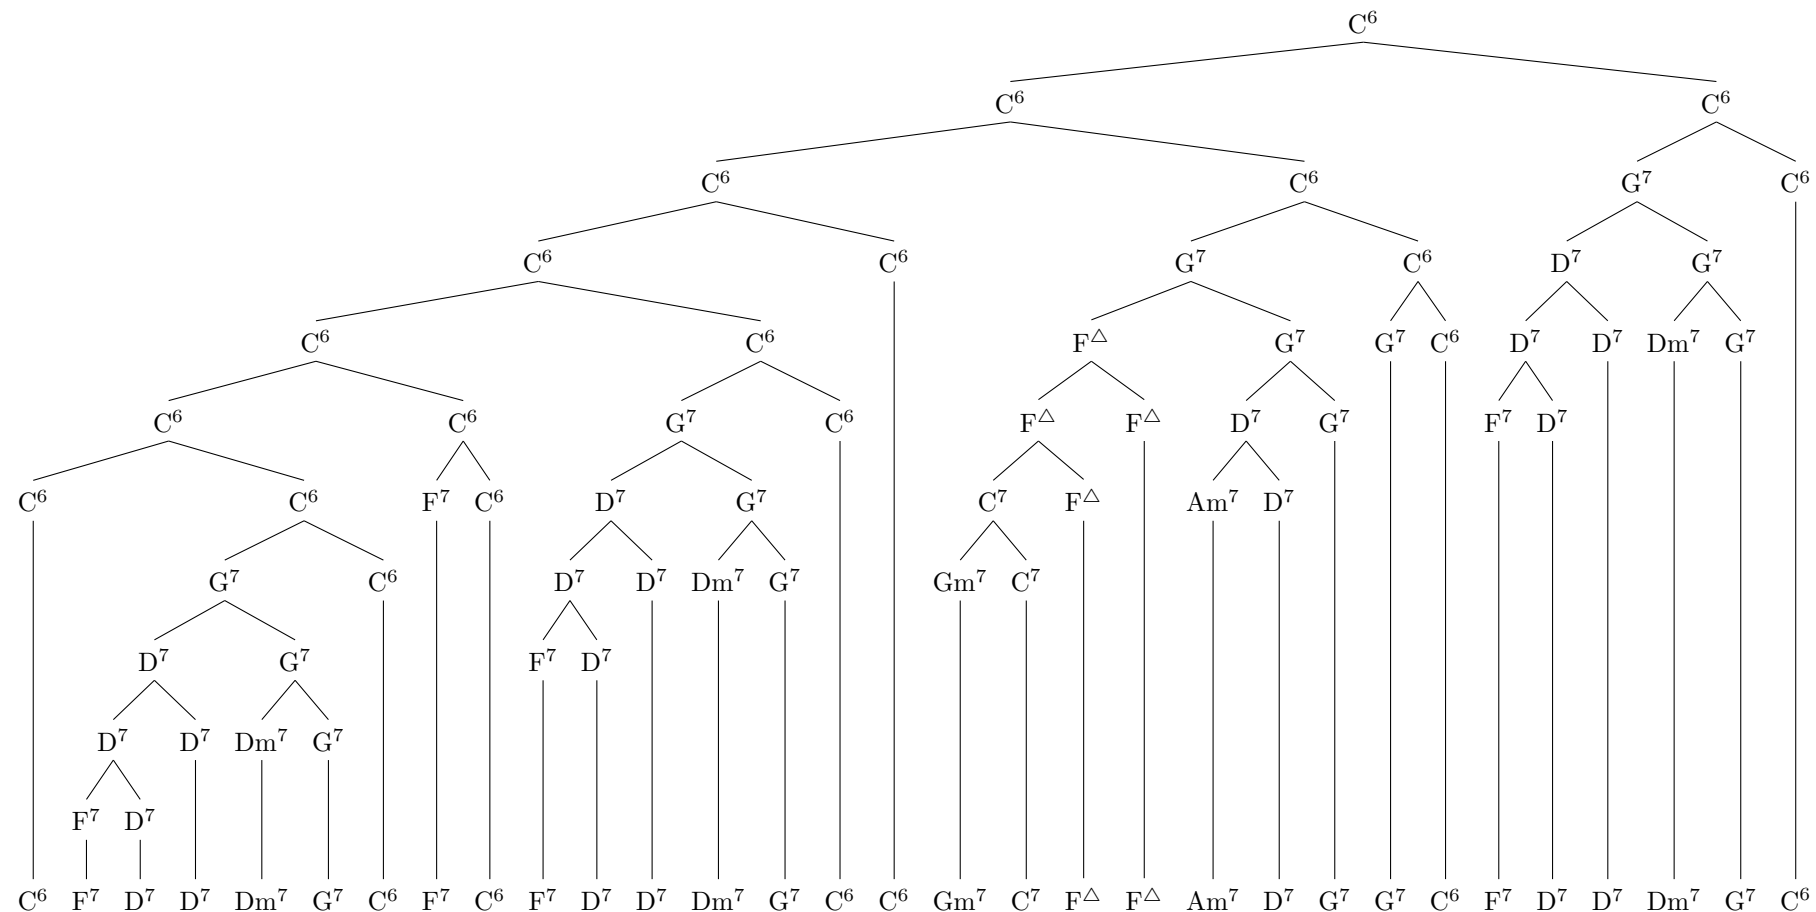 C⁶
C⁶ C⁶
C⁶ C⁶ G⁷ C⁶
C⁶ C⁶ G⁷ C⁶ D⁷ G⁷
C⁶ C⁶ F△ G⁷ G⁷ C⁶ D⁷ D⁷ Dm⁷ G⁷
C⁶ C⁶ G⁷ C⁶ F△ F△ D⁷ G⁷ F⁷ D⁷
C⁶ C⁶ F⁷ C⁶ D⁷ G⁷ C⁷ F△ Am⁷ D⁷
G⁷ C⁶ D⁷ D⁷ Dm⁷ G⁷ Gm⁷ C⁷
D⁷ G⁷ F⁷ D⁷
D⁷ D⁷ Dm⁷ G⁷
F⁷ D⁷
C⁶ F⁷ D⁷ D⁷ Dm⁷ G⁷ C⁶ F⁷ C⁶ F⁷ D⁷ D⁷ Dm⁷ G⁷ C⁶ C⁶ Gm⁷ C⁷ F△ F△ Am⁷ D⁷ G⁷ G⁷ C⁶ F⁷ D⁷ D⁷ Dm⁷ G⁷ C⁶